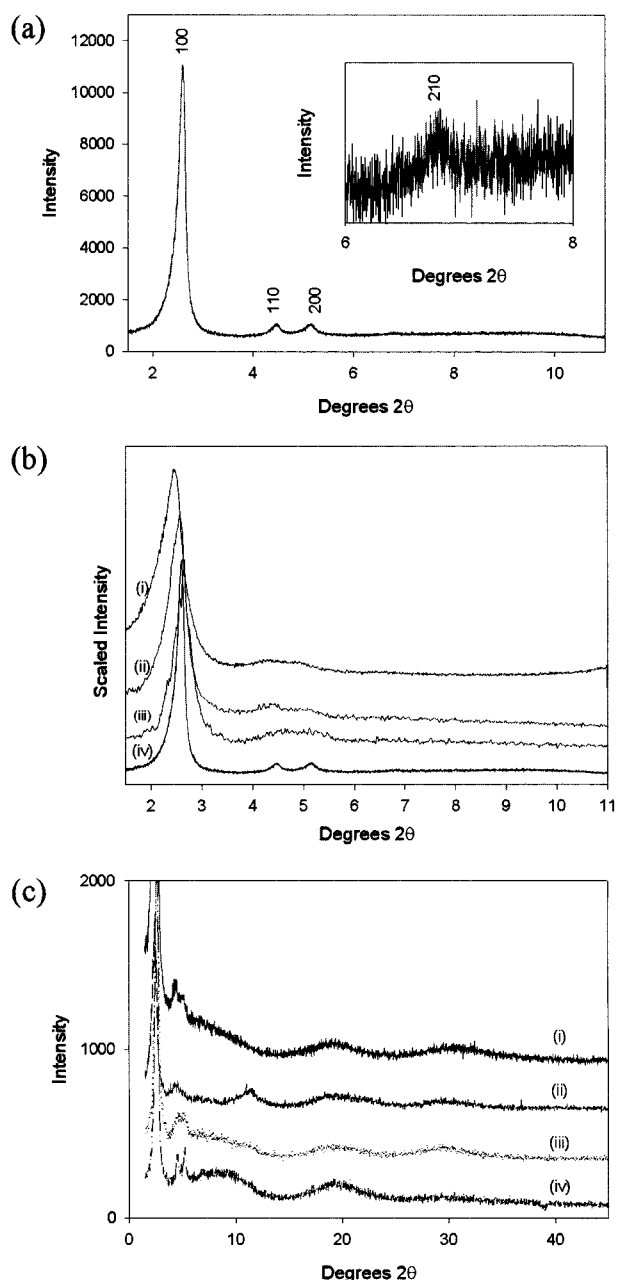 (a)
12000
10000
8000
6000
4000
2000
0
Intensity
100
110
200
2
4
6
8
10
Degrees 2θ
Intensity
210
6
8
Degrees 2θ
(b)
Scaled Intensity
(i)
(ii)
(iii)
(iv)
2
3
4
5
6
7
8
9
10
11
Degrees 2θ
(c)
2000
1000
0
Intensity
(i)
(ii)
(iii)
(iv)
0
10
20
30
40
Degrees 2θ